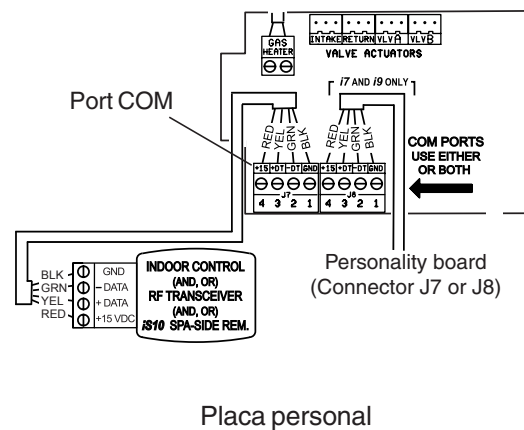 GAS
HEATER
INTAKE RETURN VLVA VLVB
VALVE ACTUATORS
i7 AND i9 ONLY
Port COM
RED YEL GRN BLK
RED YEL GRN BLK
COM PORTS
USE EITHER
OR BOTH
+15 +DT -DT GND
+15 +DT -DT GND
J7
J8
4 3 2 1
4 3 2 1
Personality board
(Connector J7 or J8)
BLK GND
GRN – DATA
YEL + DATA
RED +15 VDC
INDOOR CONTROL
(AND, OR)
RF TRANSCEIVER
(AND, OR)
iS10 SPA-SIDE REM.
Placa personal